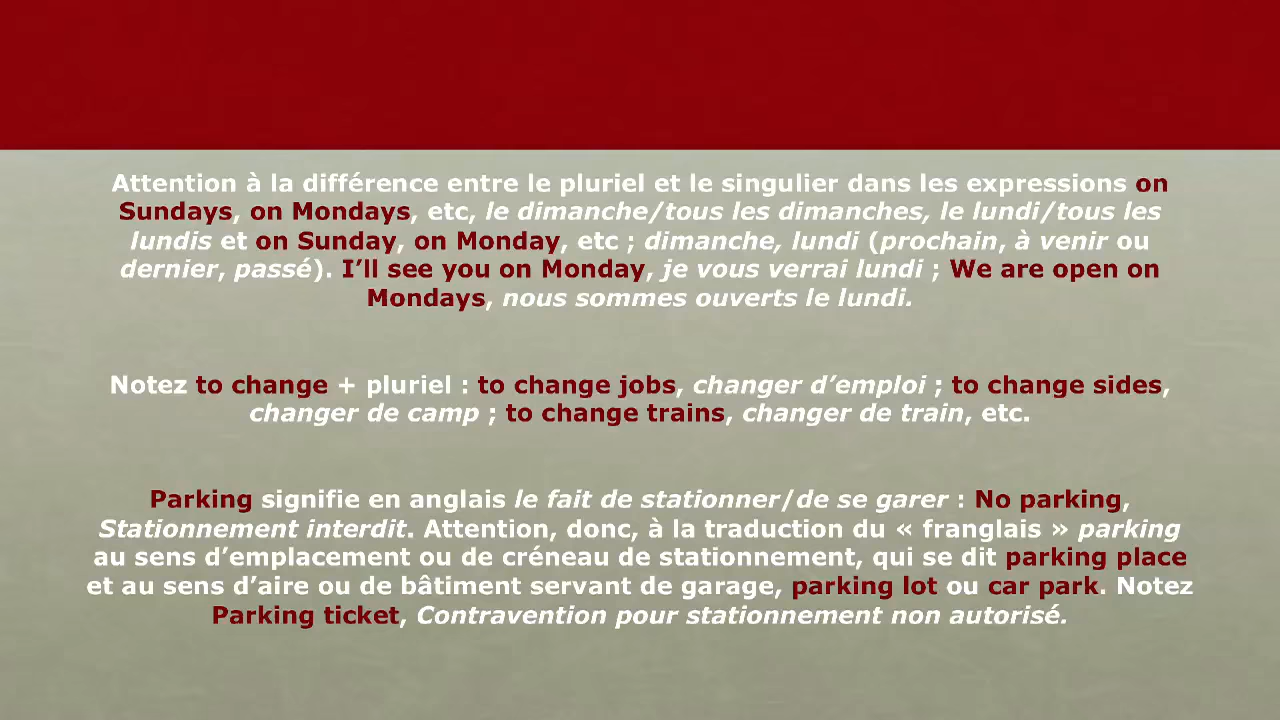 Attention à la différence entre le pluriel et le singulier dans les expressions on
Sundays, on Mondays, etc, le dimanche/tous les dimanches, le lundi/tous les
lundis et on Sunday, on Monday, etc ; dimanche, lundi (prochain, à venir ou
dernier, passé). I’ll see you on Monday, je vous verrai lundi ; We are open on
Mondays, nous sommes ouverts le lundi.
Notez to change + pluriel : to change jobs, changer d’emploi ; to change sides,
changer de camp ; to change trains, changer de train, etc.
Parking signifie en anglais le fait de stationner/de se garer : No parking,
Stationnement interdit. Attention, donc, à la traduction du « franglais » parking
au sens d’emplacement ou de créneau de stationnement, qui se dit parking place
et au sens d’aire ou de bâtiment servant de garage, parking lot ou car park. Notez
Parking ticket, Contravention pour stationnement non autorisé.